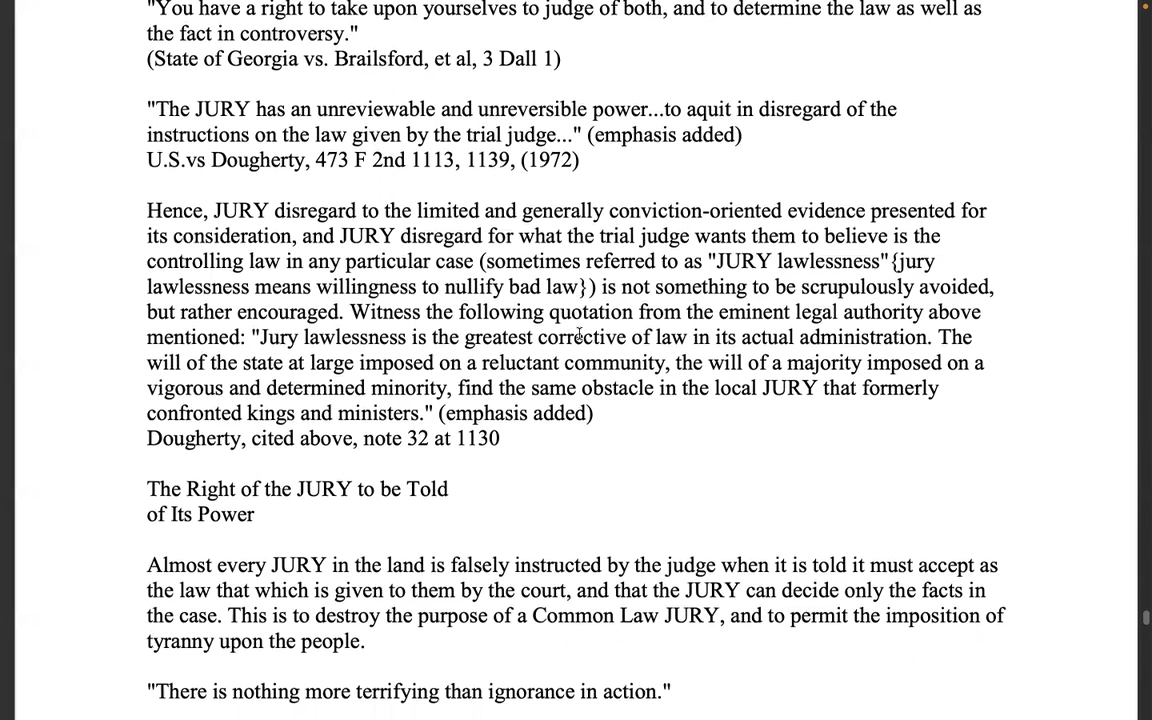 "You have a right to take upon yourselves to judge of both, and to determine the law as well as
the fact in controversy."
(State of Georgia vs. Brailsford, et al, 3 Dall 1)
"The JURY has an unreviewable and unreversible power...to aquit in disregard of the
instructions on the law given by the trial judge..." (emphasis added)
U.S.vs Dougherty, 473 F 2nd 1113, 1139, (1972)
Hence, JURY disregard to the limited and generally conviction-oriented evidence presented for
its consideration, and JURY disregard for what the trial judge wants them to believe is the
controlling law in any particular case (sometimes referred to as "JURY lawlessness"{jury
lawlessness means willingness to nullify bad law}) is not something to be scrupulously avoided,
but rather encouraged. Witness the following quotation from the eminent legal authority above
mentioned: "Jury lawlessness is the greatest corrective of law in its actual administration. The
will of the state at large imposed on a reluctant community, the will of a majority imposed on a
vigorous and determined minority, find the same obstacle in the local JURY that formerly
confronted kings and ministers." (emphasis added)
Dougherty, cited above, note 32 at 1130
The Right of the JURY to be Told
of Its Power
Almost every JURY in the land is falsely instructed by the judge when it is told it must accept as
the law that which is given to them by the court, and that the JURY can decide only the facts in
the case. This is to destroy the purpose of a Common Law JURY, and to permit the imposition of
tyranny upon the people.
"There is nothing more terrifying than ignorance in action."